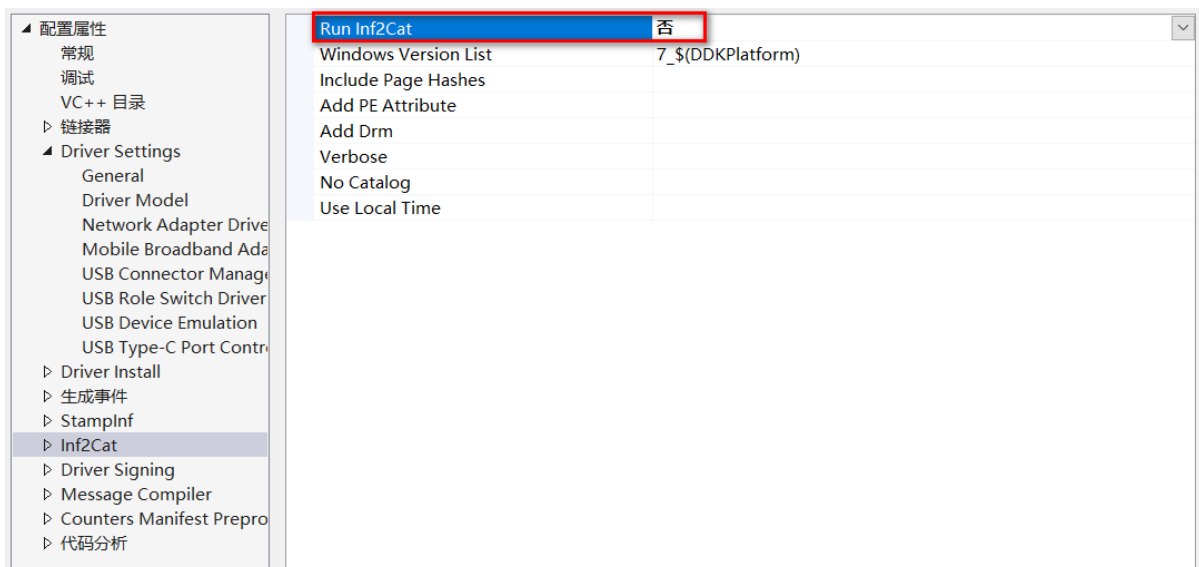 配置属性
常规
调试
VC++ 目录
链接器
Driver Settings
General
Driver Model
Network Adapter Drive
Mobile Broadband Ada
USB Connector Manage
USB Role Switch Driver
USB Device Emulation
USB Type-C Port Contr
Driver Install
生成事件
StampInf
Inf2Cat
Driver Signing
Message Compiler
Counters Manifest Prepro
代码分析
Run Inf2Cat 否
Windows Version List 7_$(DDKPlatform)
Include Page Hashes
Add PE Attribute
Add Drm
Verbose
No Catalog
Use Local Time